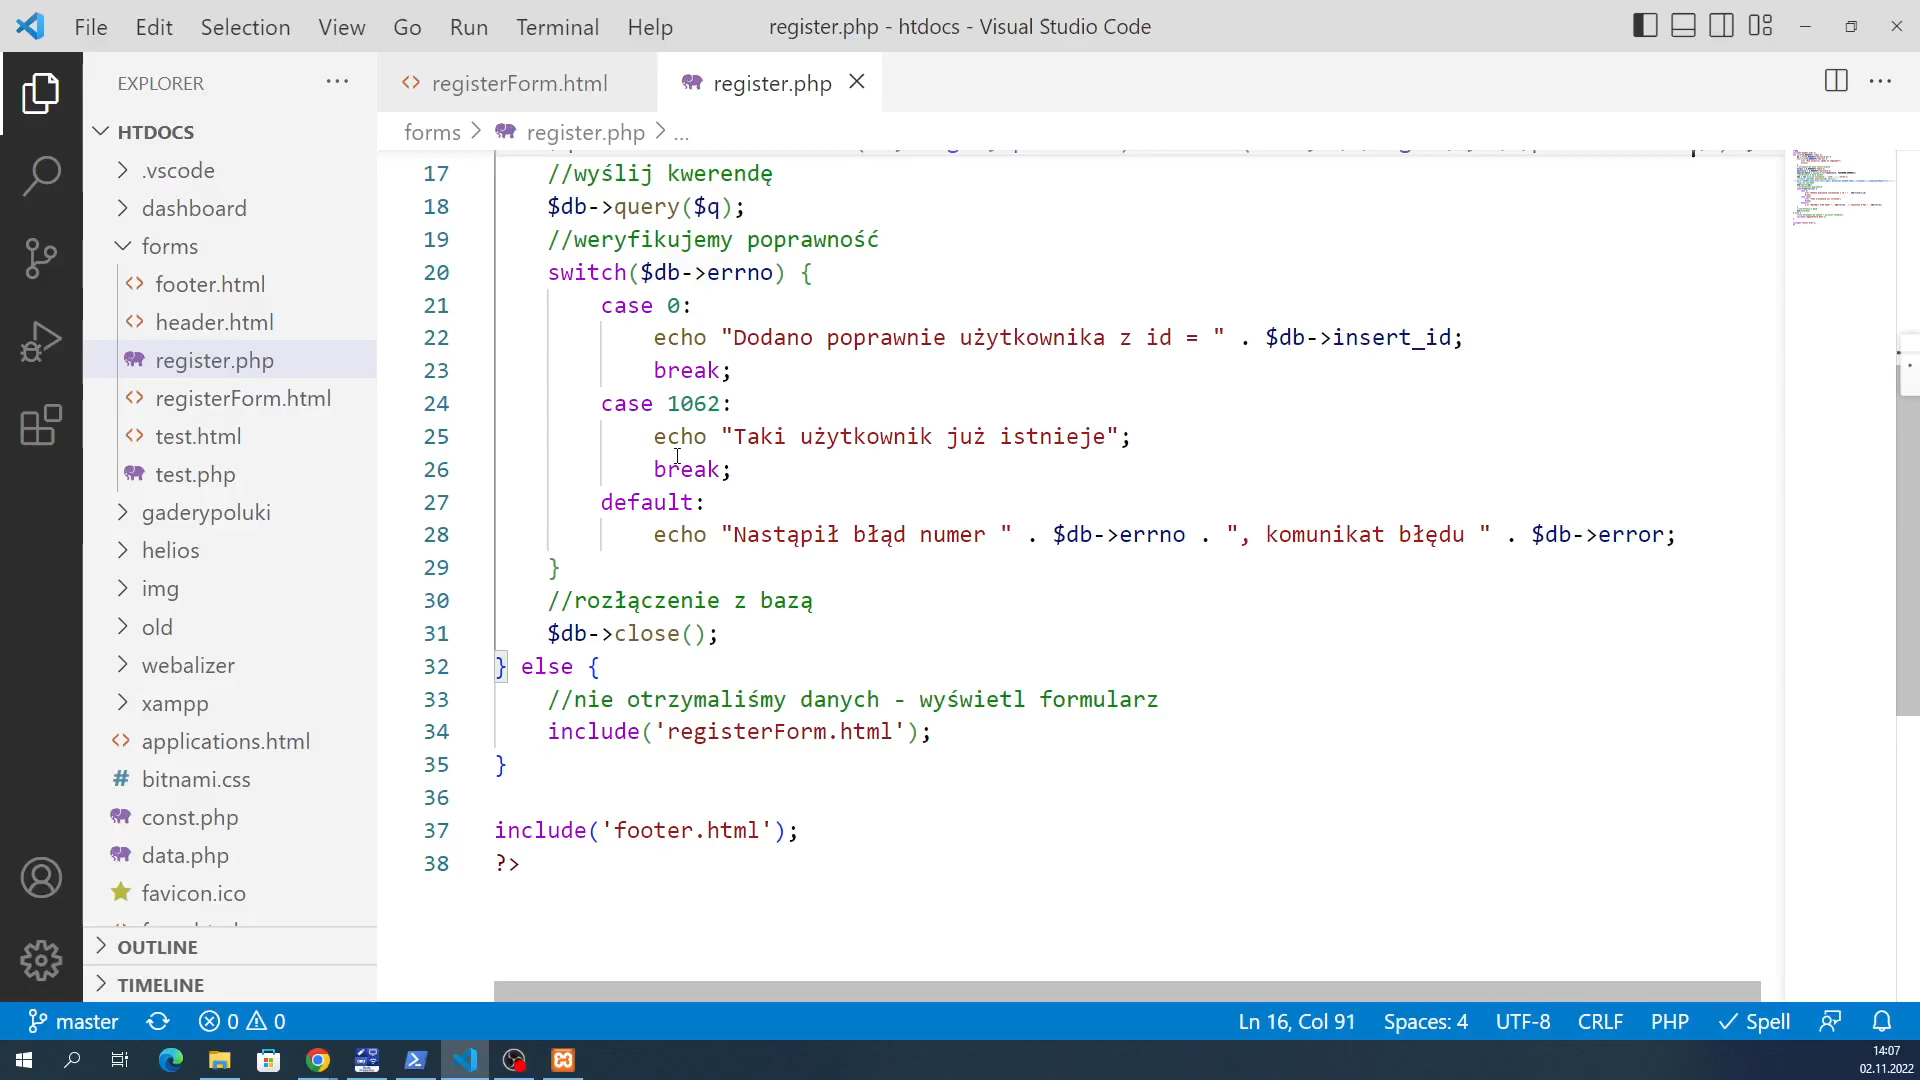 File Edit Selection View Go Run Terminal Help register.php - htdocs - Visual Studio Code
EXPLORER
registerForm.html register.php
HTDOCS
forms > register.php > ...
.vscode
dashboard
forms
footer.html
header.html
register.php
registerForm.html
test.html
test.php
gaderypoluki
helios
img
old
webalizer
xampp
applications.html
bitnami.css
const.php
data.php
favicon.ico
OUTLINE
TIMELINE
17 //wyślij kwerendę
18 $db->query($q);
19 //weryfikujemy poprawność
20 switch($db->errno) {
21 case 0:
22 echo "Dodano poprawnie użytkownika z id = " . $db->insert_id;
23 break;
24 case 1062:
25 echo "Taki użytkownik już istnieje";
26 break;
27 default:
28 echo "Nastąpił błąd numer " . $db->errno . ", komunikat błędu " . $db->error;
29 }
30 //rozłączenie z bazą
31 $db->close();
32 } else {
33 //nie otrzymaliśmy danych - wyświetl formularz
34 include('registerForm.html');
35 }
36
37 include('footer.html');
38 ?>
master 0 0 Ln 16, Col 91 Spaces: 4 UTF-8 CRLF PHP Spell
14:07
02.11.2022